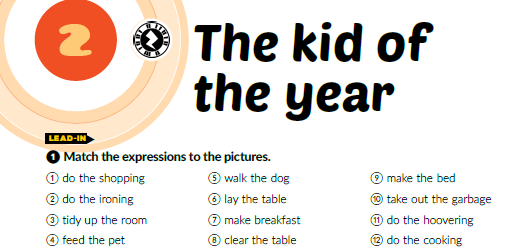 2
The kid of
the year
LEAD-IN
1 Match the expressions to the pictures.
1 do the shopping
2 do the ironing
3 tidy up the room
4 feed the pet
5 walk the dog
6 lay the table
7 make breakfast
8 clear the table
9 make the bed
10 take out the garbage
11 do the hoovering
12 do the cooking